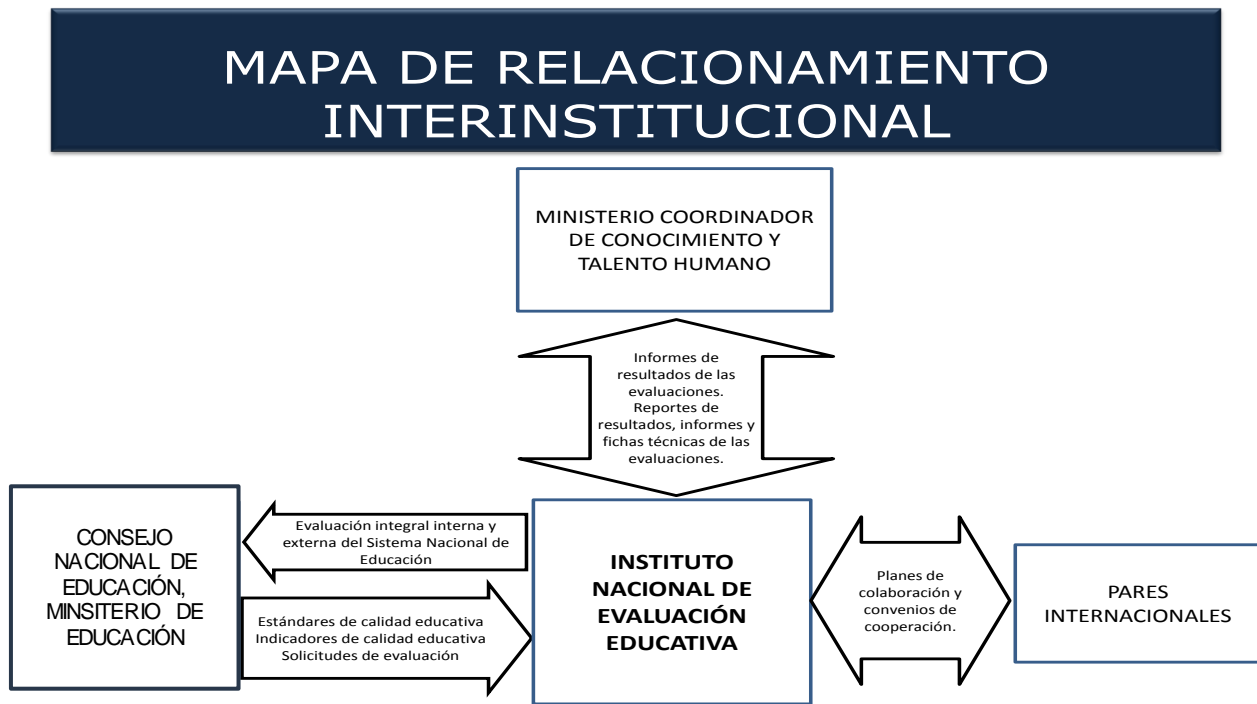 MAPA DE RELACIONAMIENTO
INTERINSTITUCIONAL
MINISTERIO COORDINADOR
DE CONOCIMIENTO Y
TALENTO HUMANO
Informes de
resultados de las
evaluaciones.
Reportes de
resultados, informes y
fichas técnicas de las
evaluaciones.
CONSEJO
NACIONAL DE
EDUCACIÓN,
MINSITERIO DE
EDUCACIÓN
Evaluación integral interna y
externa del Sistema Nacional de
Educación
Estándares de calidad educativa
Indicadores de calidad educativa
Solicitudes de evaluación
INSTITUTO
NACIONAL DE
EVALUACIÓN
EDUCATIVA
Planes de
colaboración y
convenios de
cooperación.
PARES
INTERNACIONALES